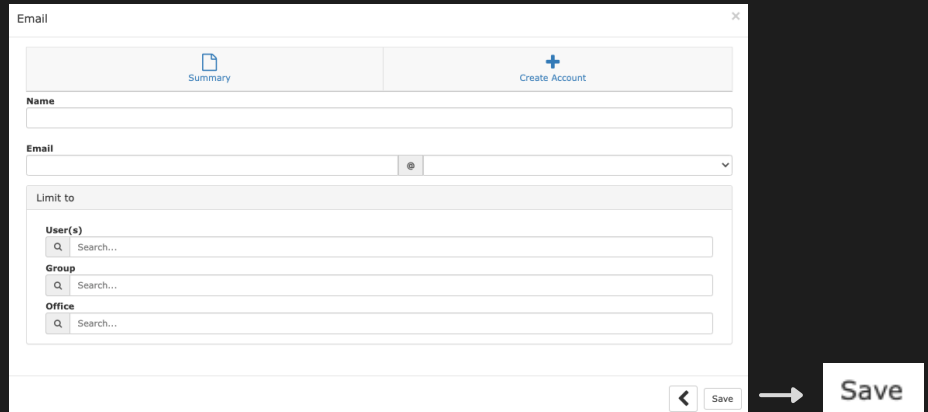 Email ×
Summary Create Account
Name
Email
@
Limit to
User(s)
Search...
Group
Search...
Office
Search...
Save Save